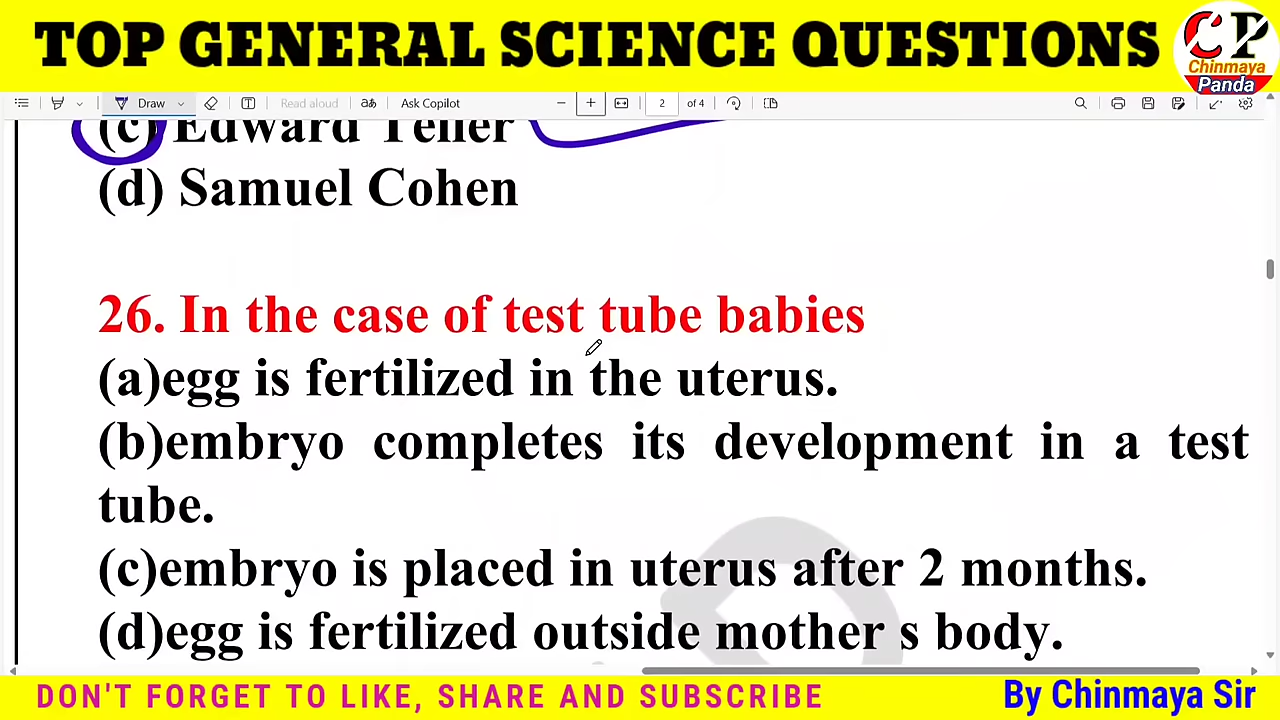 TOP GENERAL SCIENCE QUESTIONS
CP
Chinmaya
Panda
Draw
Read aloud
Ask Copilot
2 of 4
(c) Edward Teller
(d) Samuel Cohen
26. In the case of test tube babies
(a)egg is fertilized in the uterus.
(b)embryo completes its development in a test
tube.
(c)embryo is placed in uterus after 2 months.
(d)egg is fertilized outside mother s body.
DON'T FORGET TO LIKE, SHARE AND SUBSCRIBE
By Chinmaya Sir